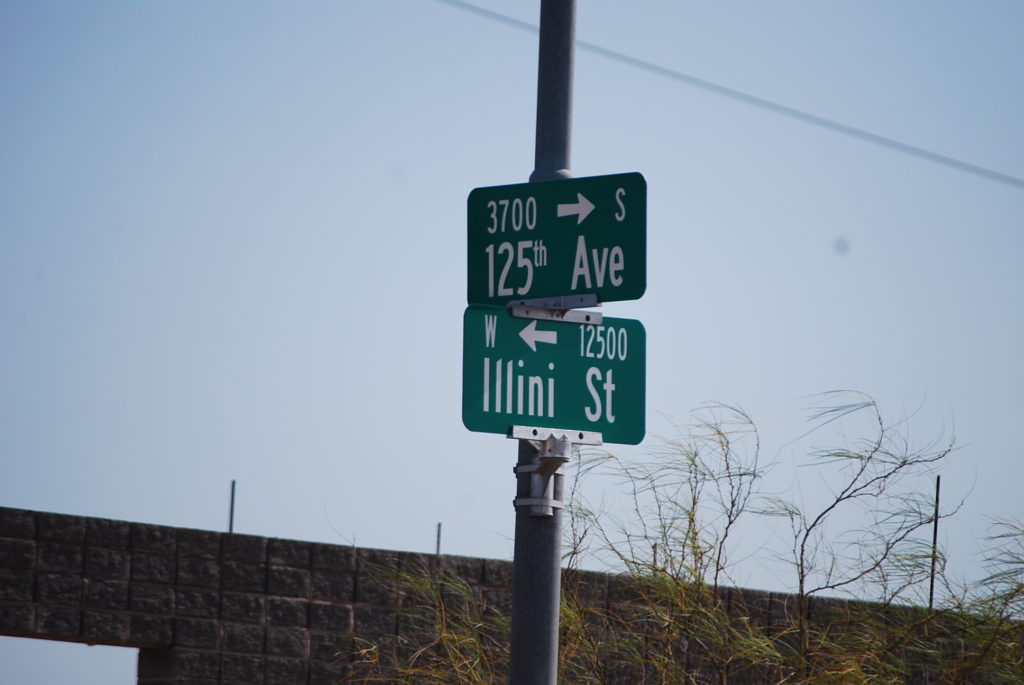 3700 → S
125th Ave
W ← 12500
Illini St